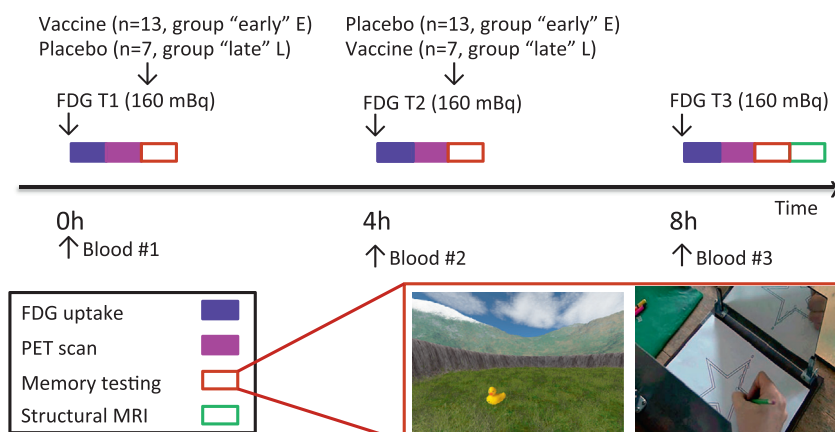 Vaccine (n=13, group “early” E)
Placebo (n=7, group “late” L)
Placebo (n=13, group “early” E)
Vaccine (n=7, group “late” L)
FDG T1 (160 mBq)
FDG T2 (160 mBq)
FDG T3 (160 mBq)
Time
0h
4h
8h
Blood #1
Blood #2
Blood #3
FDG uptake
PET scan
Memory testing
Structural MRI